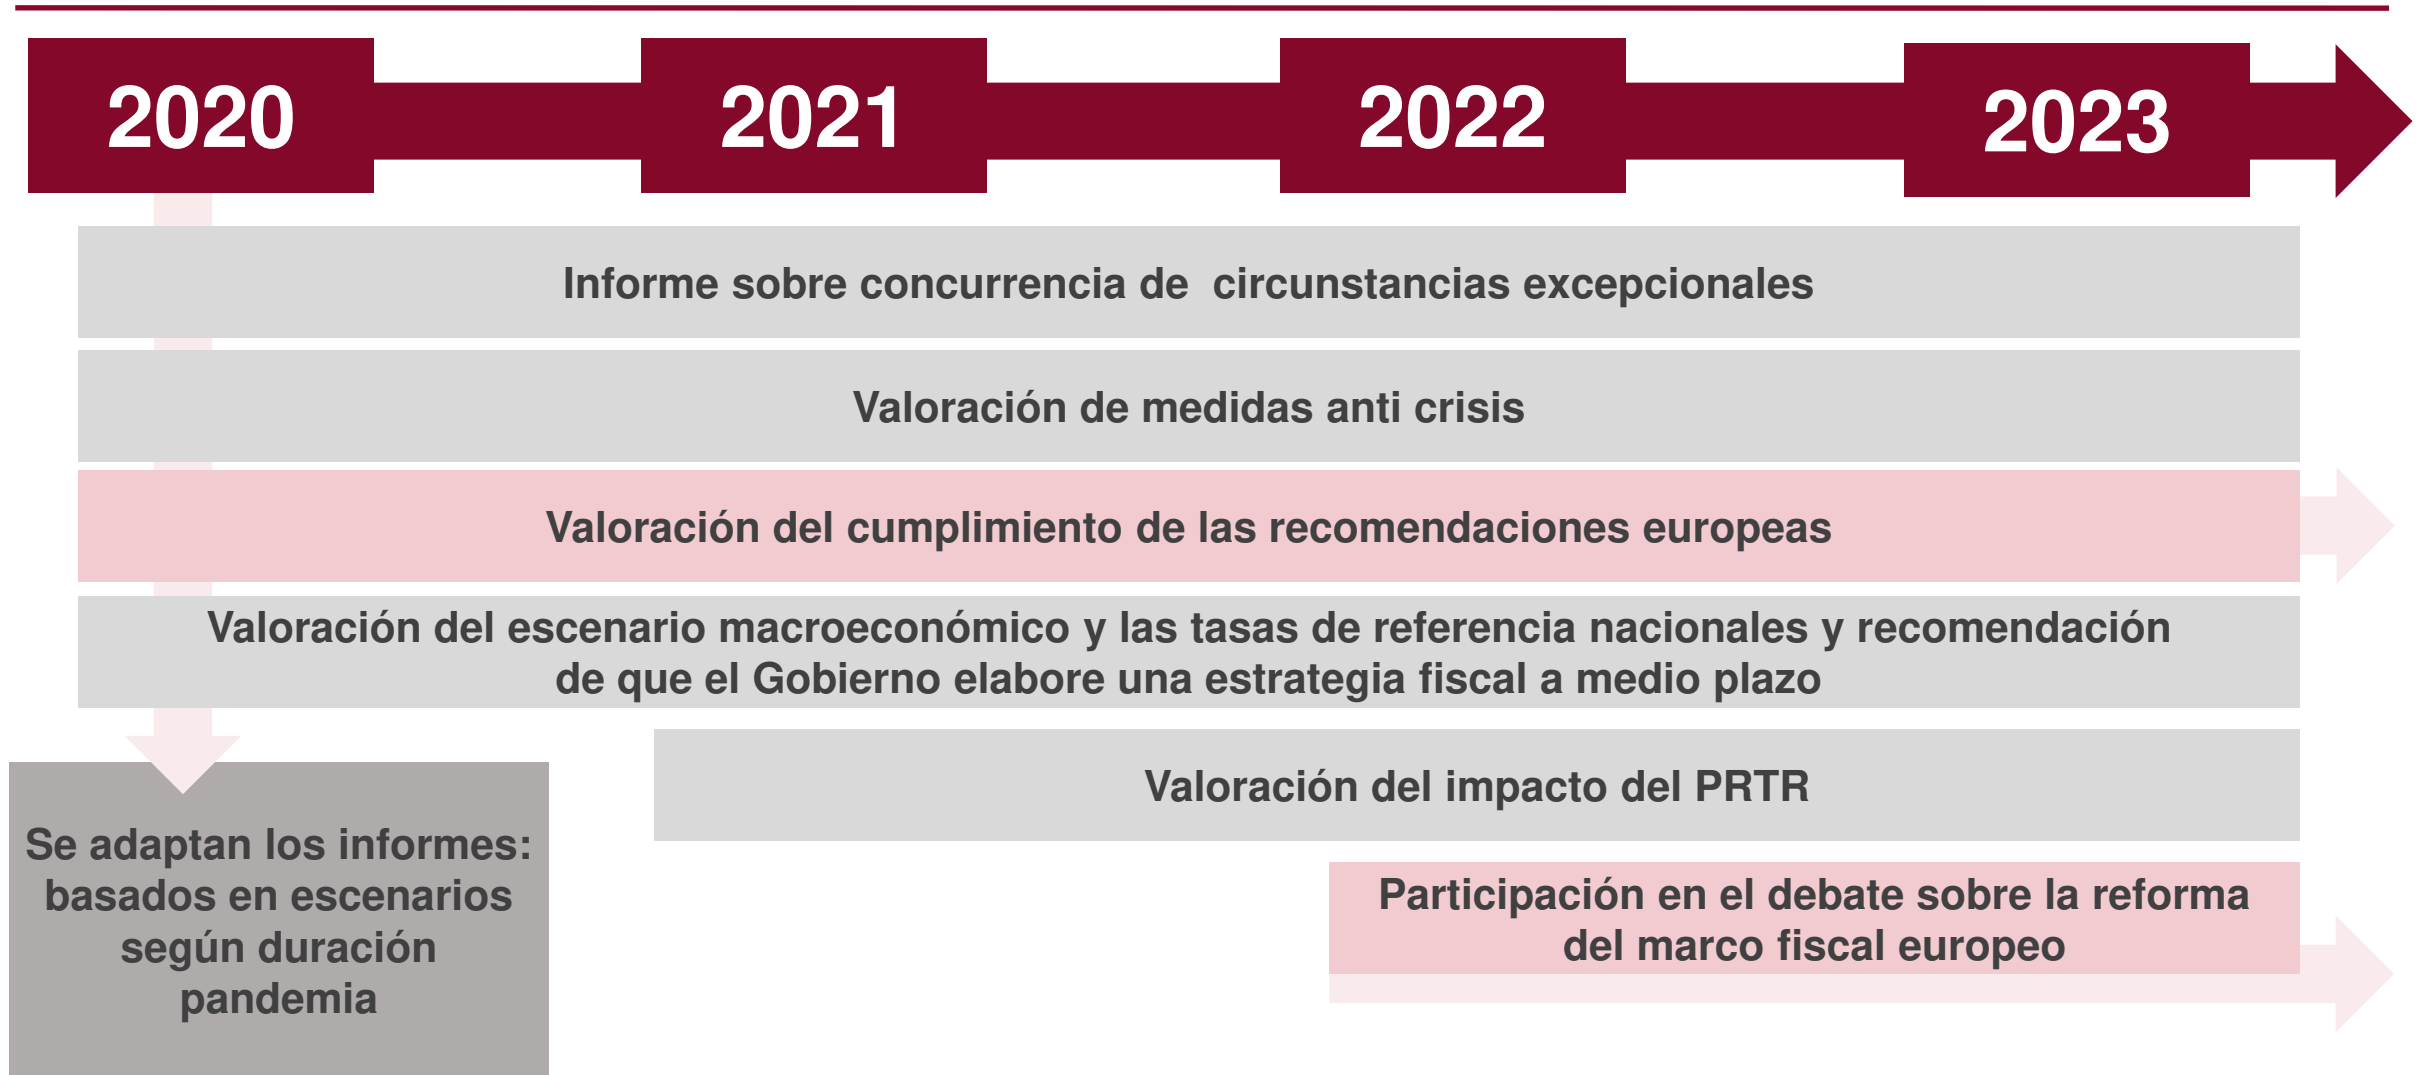 2020
2021
2022
2023
Informe sobre concurrencia de  circunstancias excepcionales
Valoración de medidas anti crisis
Valoración del cumplimiento de las recomendaciones europeas
Valoración del escenario macroeconómico y las tasas de referencia nacionales y recomendación
de que el Gobierno elabore una estrategia fiscal a medio plazo
Valoración del impacto del PRTR
Se adaptan los informes:
basados en escenarios
según duración
pandemia
Participación en el debate sobre la reforma
del marco fiscal europeo